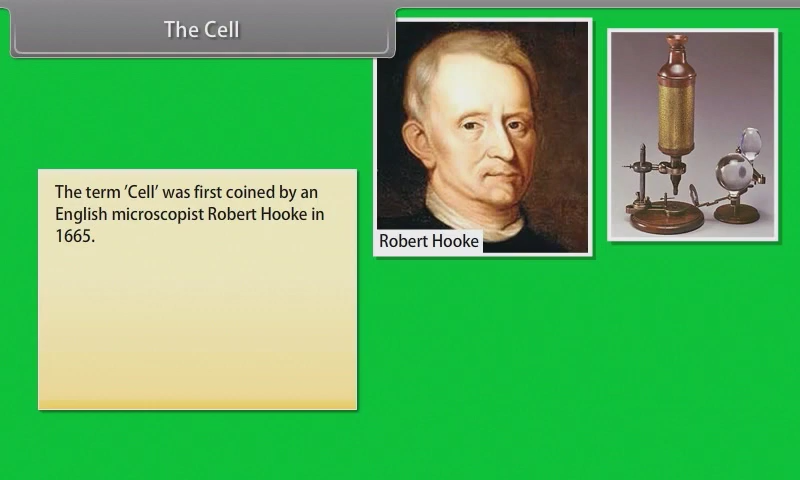 The Cell
The term 'Cell' was first coined by an
English microscopist Robert Hooke in
1665.
Robert Hooke